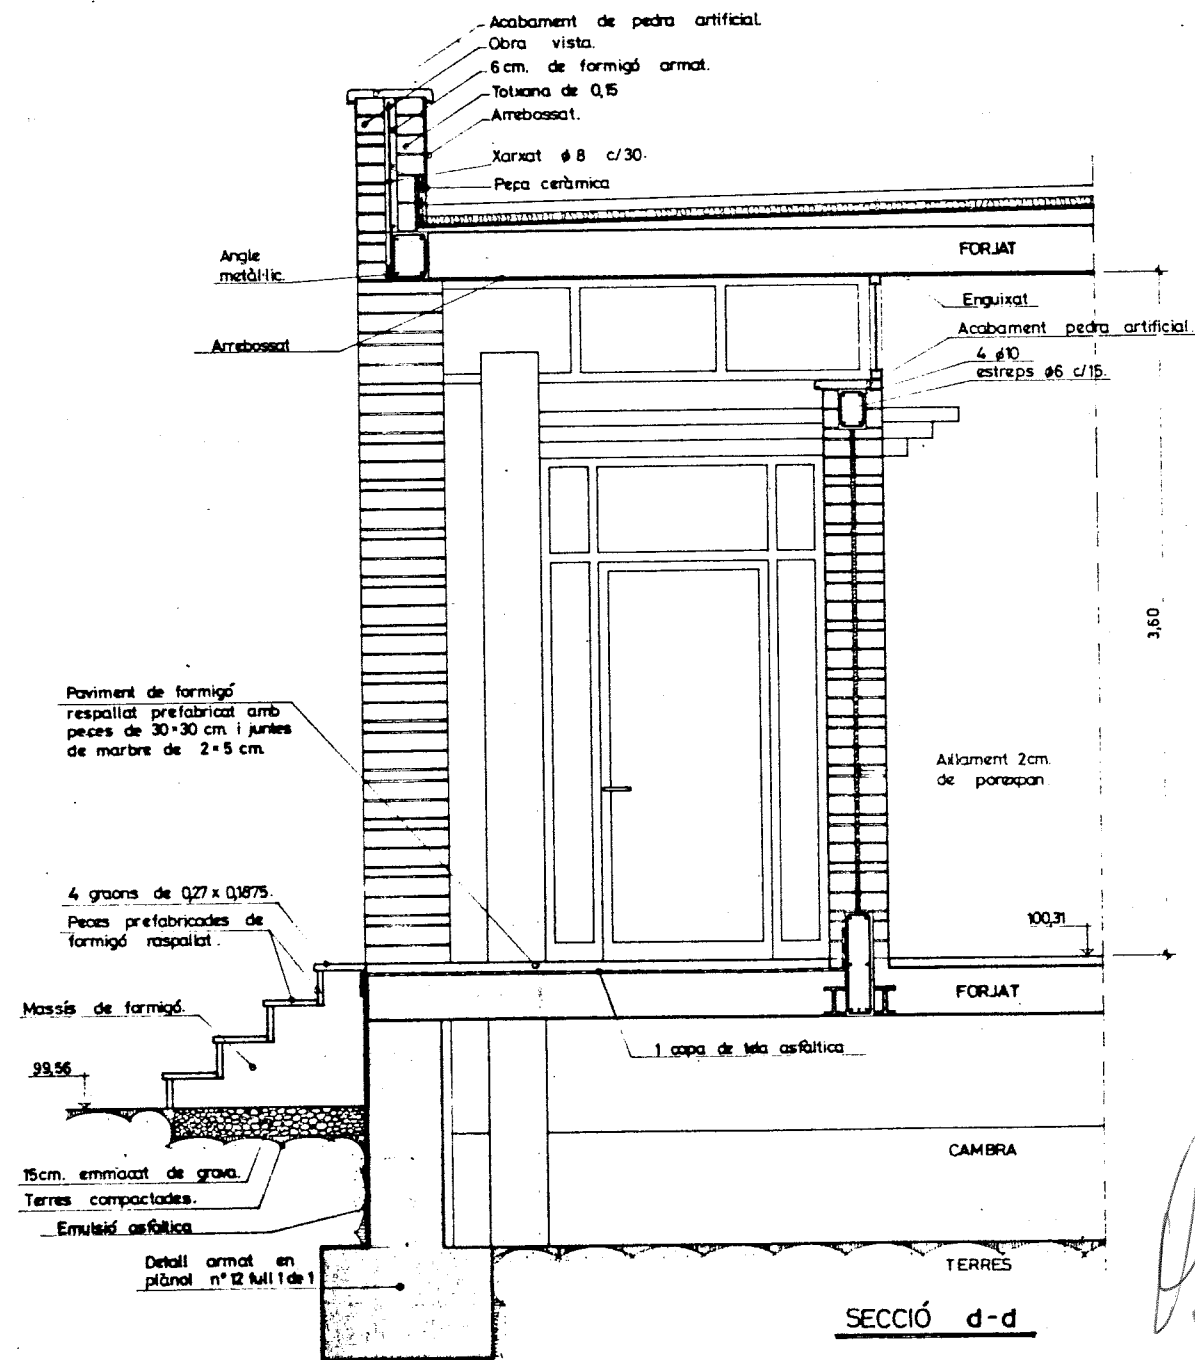 Acabament de pedra artificial.
Obra vista.
6 cm. de formigó armat.
Totxana de 0,15
Arrebossat.
Xarxat ø 8 c/30.
Peça ceràmica
Angle
metàl·lic.
FORJAT
Enguixat
Arrebossat
Acabament pedra artificial.
4 ø10
estreps ø6 c/15.
3,60
Paviment de formigó
respallat prefabricat amb
peces de 30×30 cm i juntes
de marbre de 2×5 cm.
Aïllament 2cm.
de porexpan.
4 graons de 0,27 x 0,1875.
Peces prefabricades de
formigó raspallat.
100,31
Massís de formigó.
FORJAT
1 capa de tela asfàltica
99,56
CAMBRA
15cm. emmacat de grava.
Terres compactades.
Emulsió asfàltica
Detall armat en
plànol nº 12 full 1 de 1
TERRES
SECCIÓ d-d